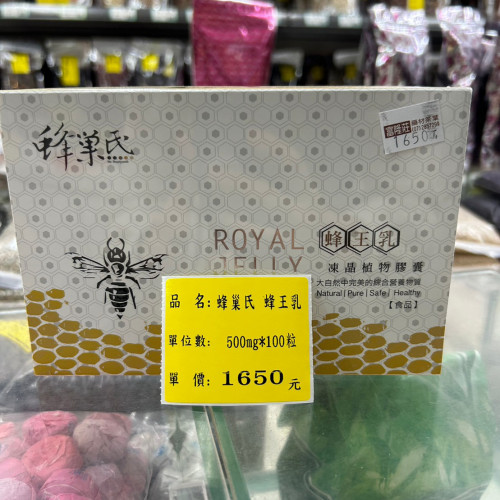 蜂巢氏
富隆莊
1650元
ROYAL
JELLY
蜂王乳
凍晶植物膠囊
大自然中完美的綜合營養物質
Natural | Pure | Safe | Healthy
【食品】
品 名: 蜂巢氏 蜂王乳
單位數: 500mg*100粒
單 價: 1650元